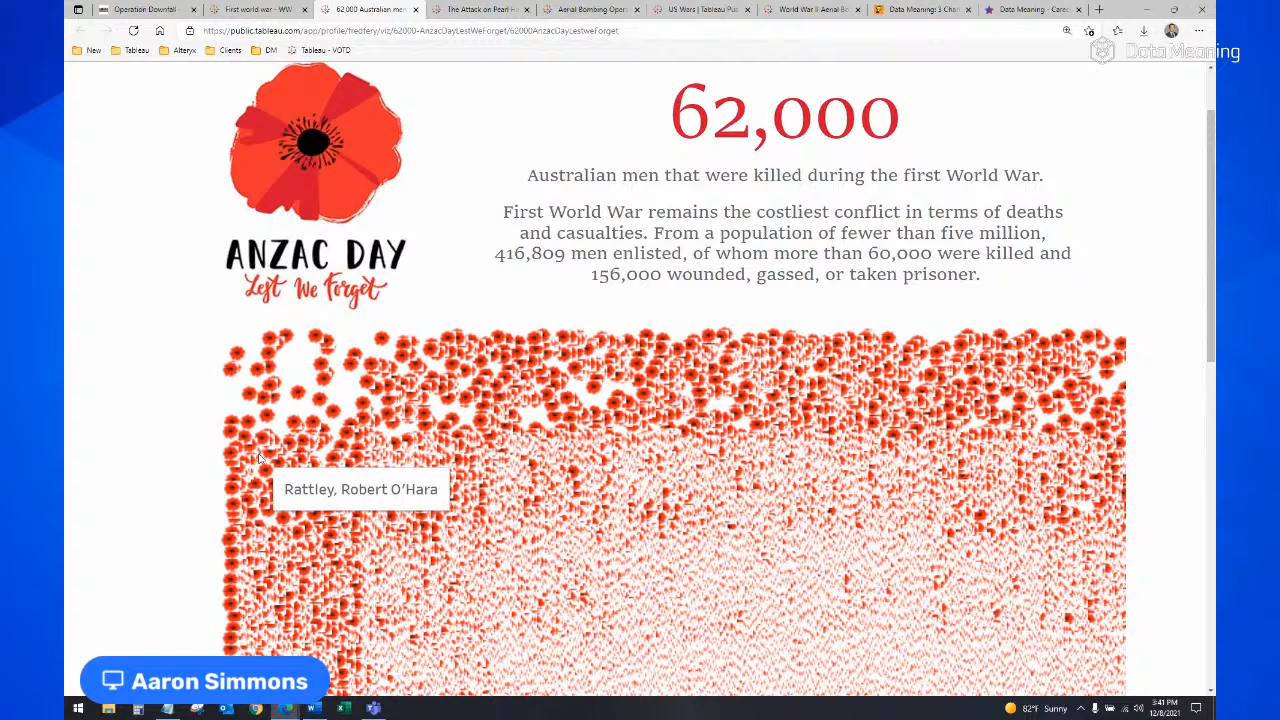 Operation Downfall -
First world war - WW
62,000 Australian men
The Attack on Pearl H
Aerial Bombing Oper
US Wars | Tableau Pu
World War II Aerial Bo
Data Meaning: 3 Chan
Data Meaning - Caree
https://public.tableau.com/app/profile/fredfery/viz/62000-AnzacDayLestWeForget/62000AnzacDayLestweForget
New
Tableau
Alteryx
Clients
DM
Tableau - VOTD
Data Meaning
62,000
Australian men that were killed during the first World War.
First World War remains the costliest conflict in terms of deaths
and casualties. From a population of fewer than five million,
416,809 men enlisted, of whom more than 60,000 were killed and
156,000 wounded, gassed, or taken prisoner.
ANZAC DAY
Lest We Forget
Rattley, Robert O'Hara
Aaron Simmons
82°F Sunny
3:41 PM
12/8/2021